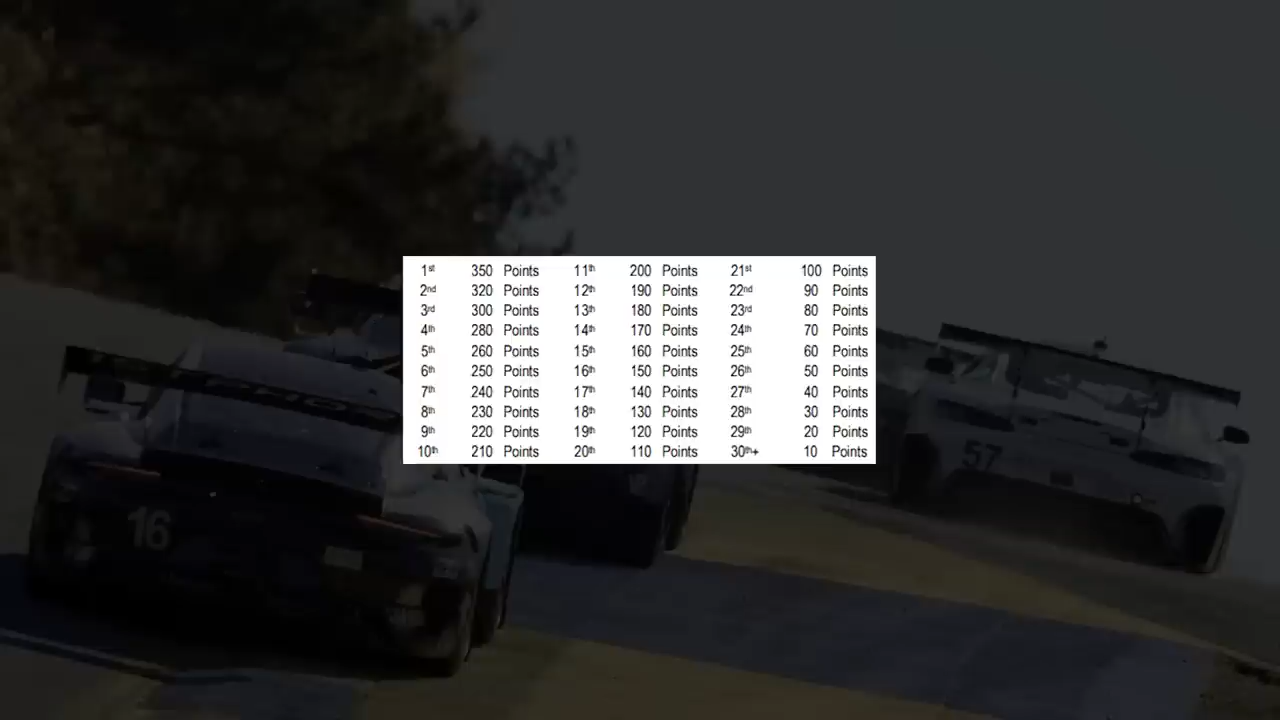 1st 350 Points 11th 200 Points 21st 100 Points
2nd 320 Points 12th 190 Points 22nd 90 Points
3rd 300 Points 13th 180 Points 23rd 80 Points
4th 280 Points 14th 170 Points 24th 70 Points
5th 260 Points 15th 160 Points 25th 60 Points
6th 250 Points 16th 150 Points 26th 50 Points
7th 240 Points 17th 140 Points 27th 40 Points
8th 230 Points 18th 130 Points 28th 30 Points
9th 220 Points 19th 120 Points 29th 20 Points
10th 210 Points 20th 110 Points 30th+ 10 Points
16
57